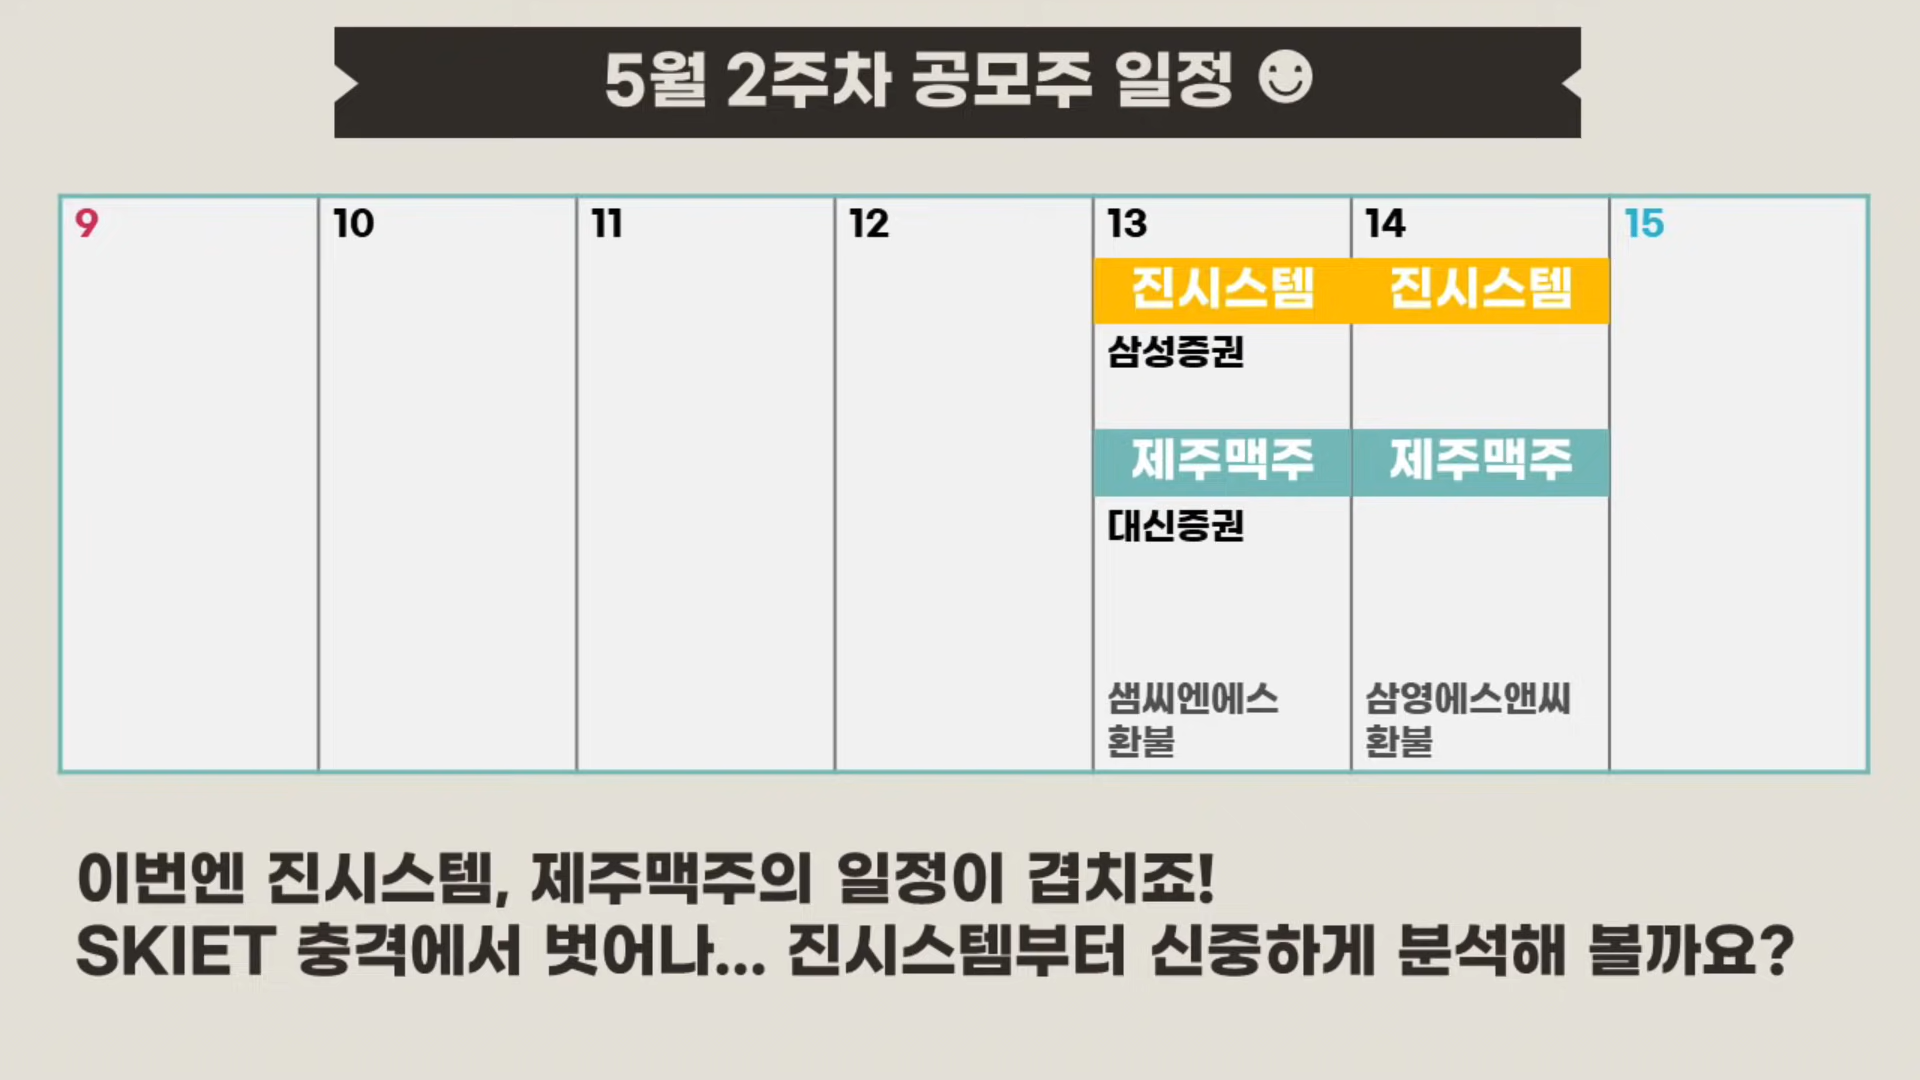 5월 2주차 공모주 일정
9 10 11 12 13 14 15
진시스템 진시스템
삼성증권
제주맥주 제주맥주
대신증권
샘씨엔에스 삼영에스앤씨
환불 환불
이번엔 진시스템, 제주맥주의 일정이 겹치죠!
SKIET 충격에서 벗어나... 진시스템부터 신중하게 분석해 볼까요?